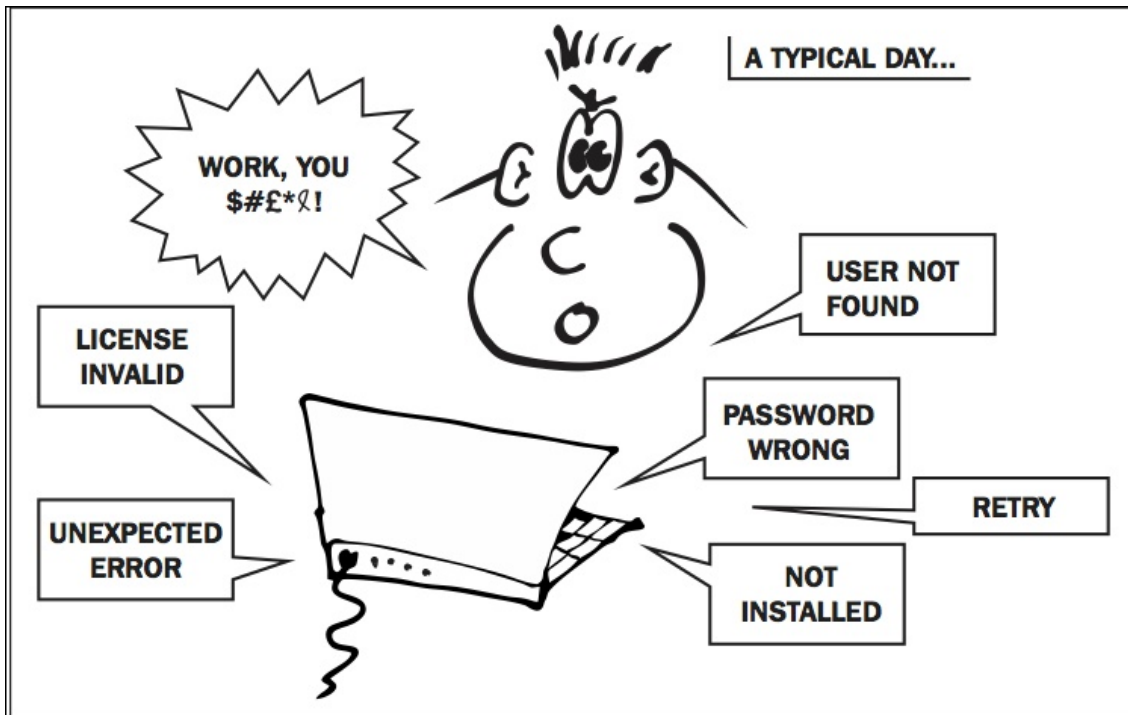 A TYPICAL DAY...
WORK, YOU
$#£*&!
USER NOT
FOUND
LICENSE
INVALID
PASSWORD
WRONG
RETRY
UNEXPECTED
ERROR
NOT
INSTALLED